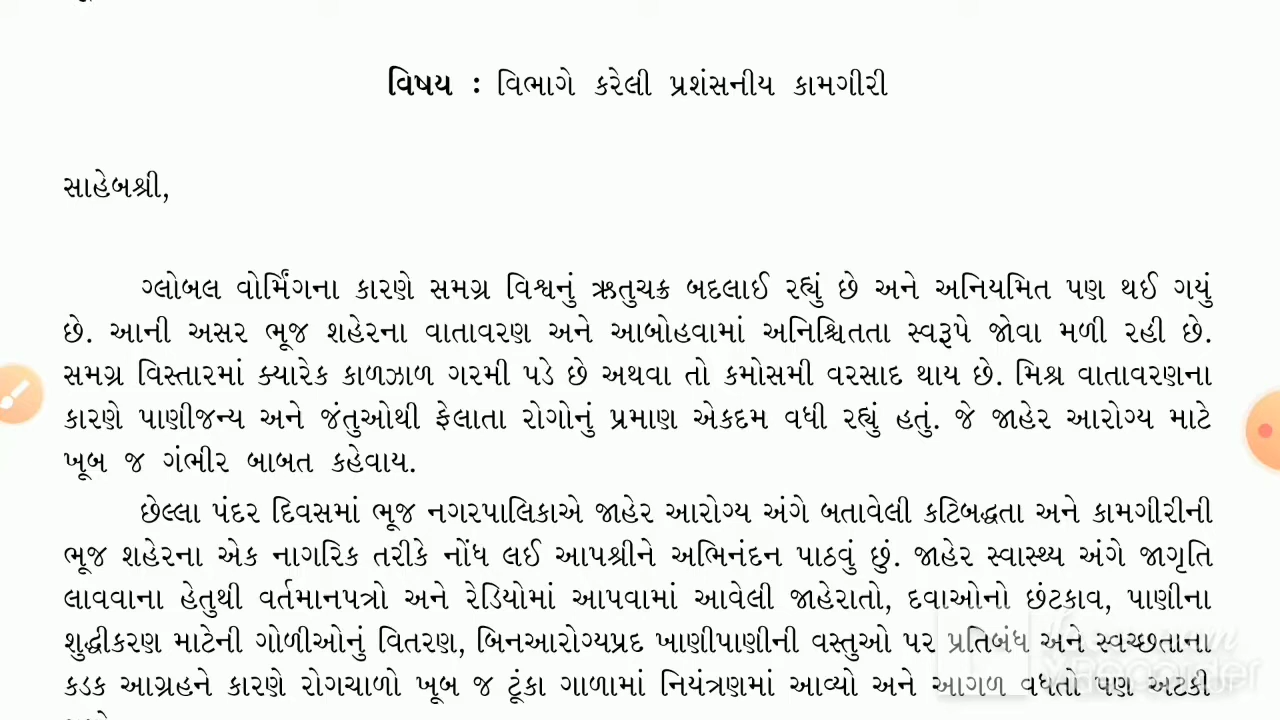 વિષય : વિભાગે કરેલી પ્રશંસનીય કામગીરી
સાહેબશ્રી,
ગ્લોબલ વોર્મિંગના કારણે સમગ્ર વિશ્વનું ઋતુચક્ર બદલાઈ રહ્યું છે અને અનિયમિત પણ થઈ ગયું
છે. આની અસર ભૂજ શહેરના વાતાવરણ અને આબોહવામાં અનિશ્ચિતતા સ્વરૂપે જોવા મળી રહી છે.
સમગ્ર વિસ્તારમાં ક્યારેક કાળઝાળ ગરમી પડે છે અથવા તો કમોસમી વરસાદ થાય છે. મિશ્ર વાતાવરણના
કારણે પાણીજન્ય અને જંતુઓથી ફેલાતા રોગોનું પ્રમાણ એકદમ વધી રહ્યું હતું. જે જાહેર આરોગ્ય માટે
ખૂબ જ ગંભીર બાબત કહેવાય.
છેલ્લા પંદર દિવસમાં ભૂજ નગરપાલિકાએ જાહેર આરોગ્ય અંગે બતાવેલી કટિબદ્ધતા અને કામગીરીની
ભૂજ શહેરના એક નાગરિક તરીકે નોંધ લઈ આપશ્રીને અભિનંદન પાઠવું છું. જાહેર સ્વાસ્થ્ય અંગે જાગૃતિ
લાવવાના હેતુથી વર્તમાનપત્રો અને રેડિયોમાં આપવામાં આવેલી જાહેરાતો, દવાઓનો છંટકાવ, પાણીના
શુદ્ધીકરણ માટેની ગોળીઓનું વિતરણ, બિનઆરોગ્યપ્રદ ખાણીપાણીની વસ્તુઓ પર પ્રતિબંધ અને સ્વચ્છતાના
કડક આગ્રહને કારણે રોગચાળો ખૂબ જ ટૂંકા ગાળામાં નિયંત્રણમાં આવ્યો અને આગળ વધતો પણ અટકી